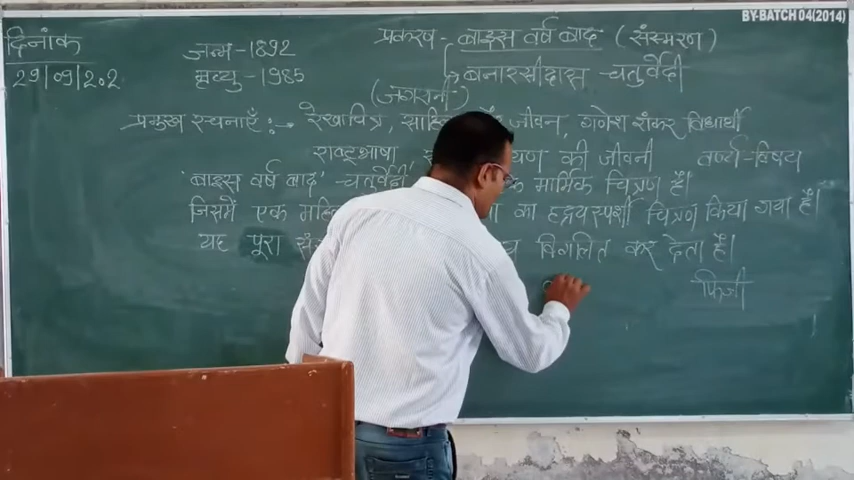 BY-BATCH 04(2014)
दिनांक
29/09/202
जन्म-1892
मृत्यु-1985
प्रकरण- बाइस वर्ष बाद (संस्मरण)
बनारसीदास -चतुर्वेदी
प्रमुख रचनाएँ :→ रेखाचित्र, जीवन, गणेश शंकर विद्यार्थी
राष्ट्रभाषा, की जीवनी वर्ण्य-विषय
'बाइस वर्ष बाद' -चतुर्वेदी मार्मिक चित्रण है।
जिसमें एक का हृदयस्पर्शी चित्रण किया गया है।
यह पूरा विगलित कर देता है।
फिजी